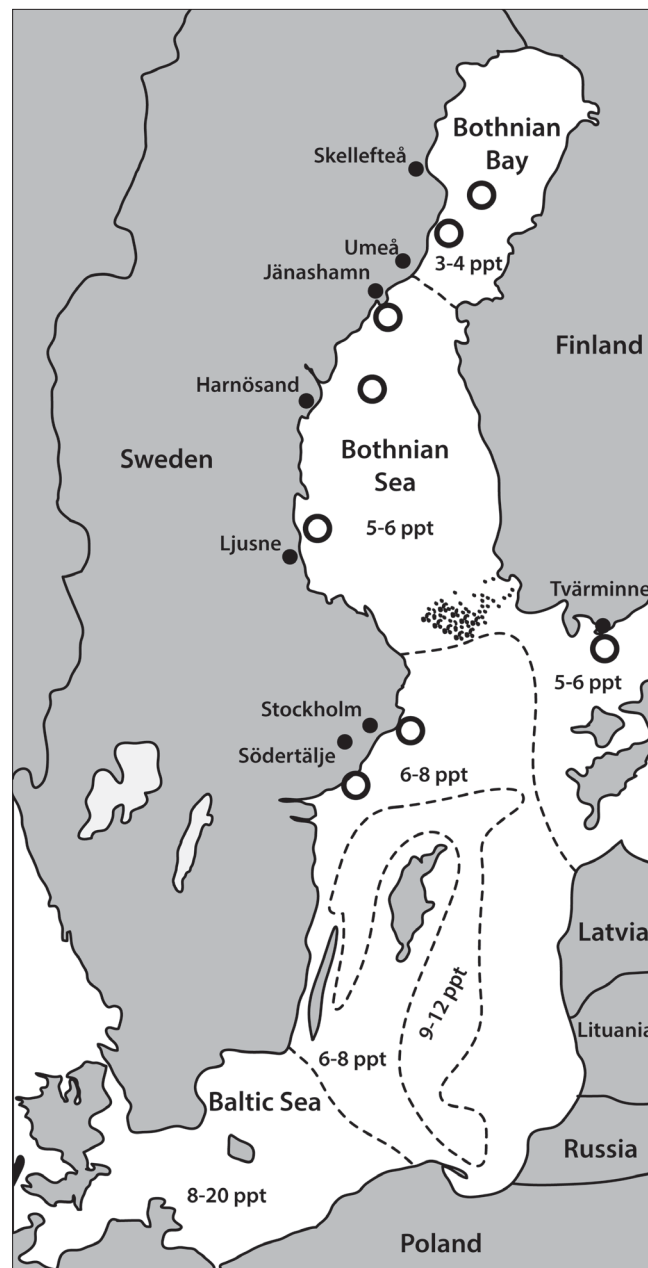 Bothnian
Bay
Skellefteå
Umeå
3-4 ppt
Jänashamn
Finland
Harnösand
Bothnian
Sea
Sweden
5-6 ppt
Ljusne
Tvärminne
5-6 ppt
Stockholm
Södertälje
6-8 ppt
Latvia
9-12 ppt
Lituania
6-8 ppt
Baltic Sea
Russia
8-20 ppt
Poland